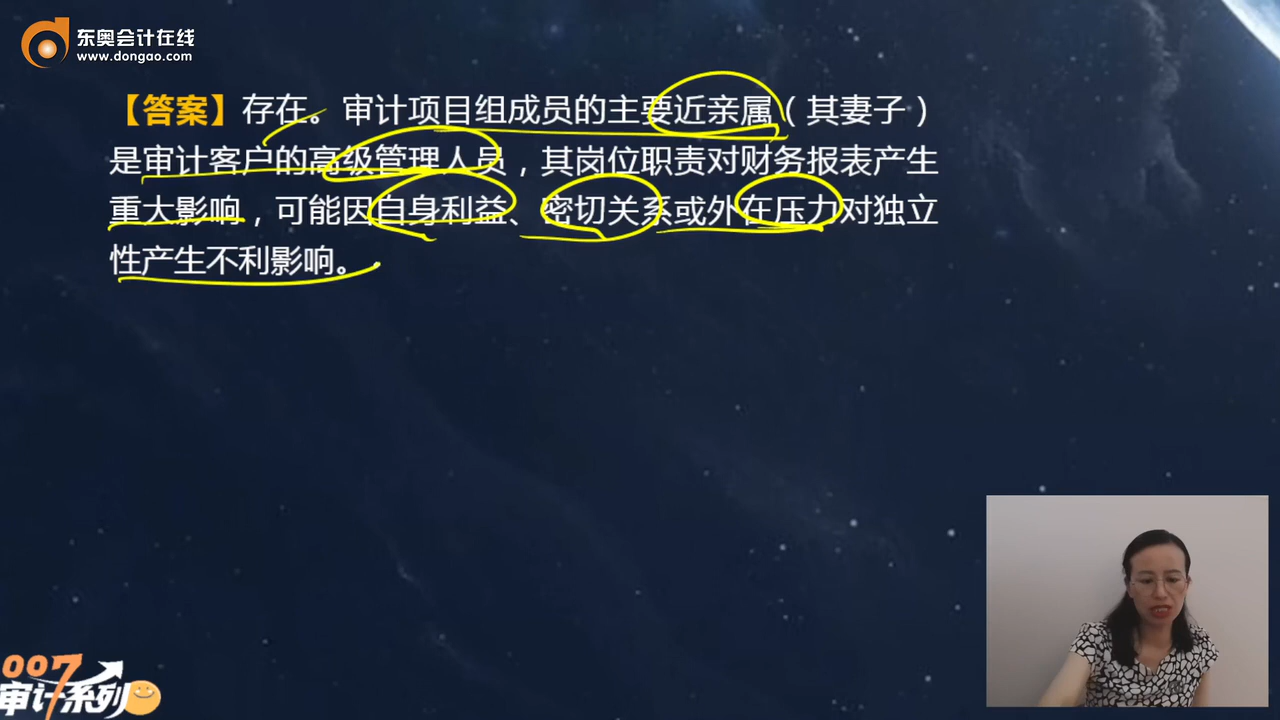 东奥会计在线
www.dongao.com
【答案】存在。审计项目组成员的主要近亲属（其妻子）
是审计客户的高级管理人员，其岗位职责对财务报表产生
重大影响，可能因自身利益、密切关系或外在压力对独立
性产生不利影响。
007
审计系列